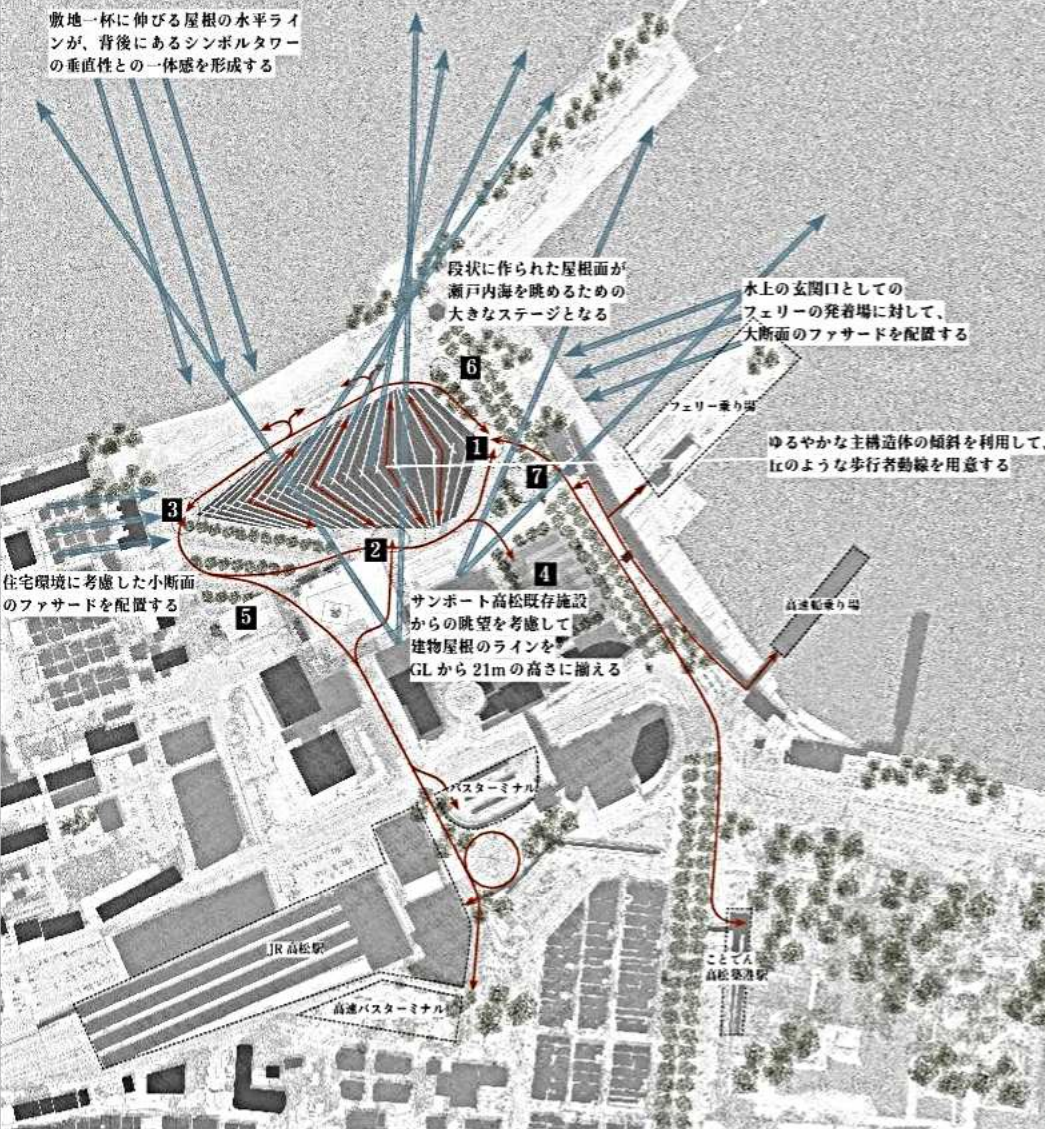 敷地一杯に伸びる屋根の水平ライ
ンが、背後にあるシンボルタワー
の垂直性との一体感を形成する
段状に作られた屋根面が
瀬戸内海を眺めるための
大きなステージとなる
水上の玄関口としての
フェリーの発着場に対して、
大断面のファサードを配置する
6
フェリー乗り場
1
ゆるやかな主構造体の傾斜を利用して、
丘のような歩行者動線を用意する
7
3
2
4
住宅環境に考慮した小断面
のファサードを配置する
5
サンポート高松既存施設
からの眺望を考慮して
建物屋根のラインを
GLから21mの高さに揃える
高速船乗り場
バスターミナル
JR高松駅
ことでん
高松築港駅
高速バスターミナル